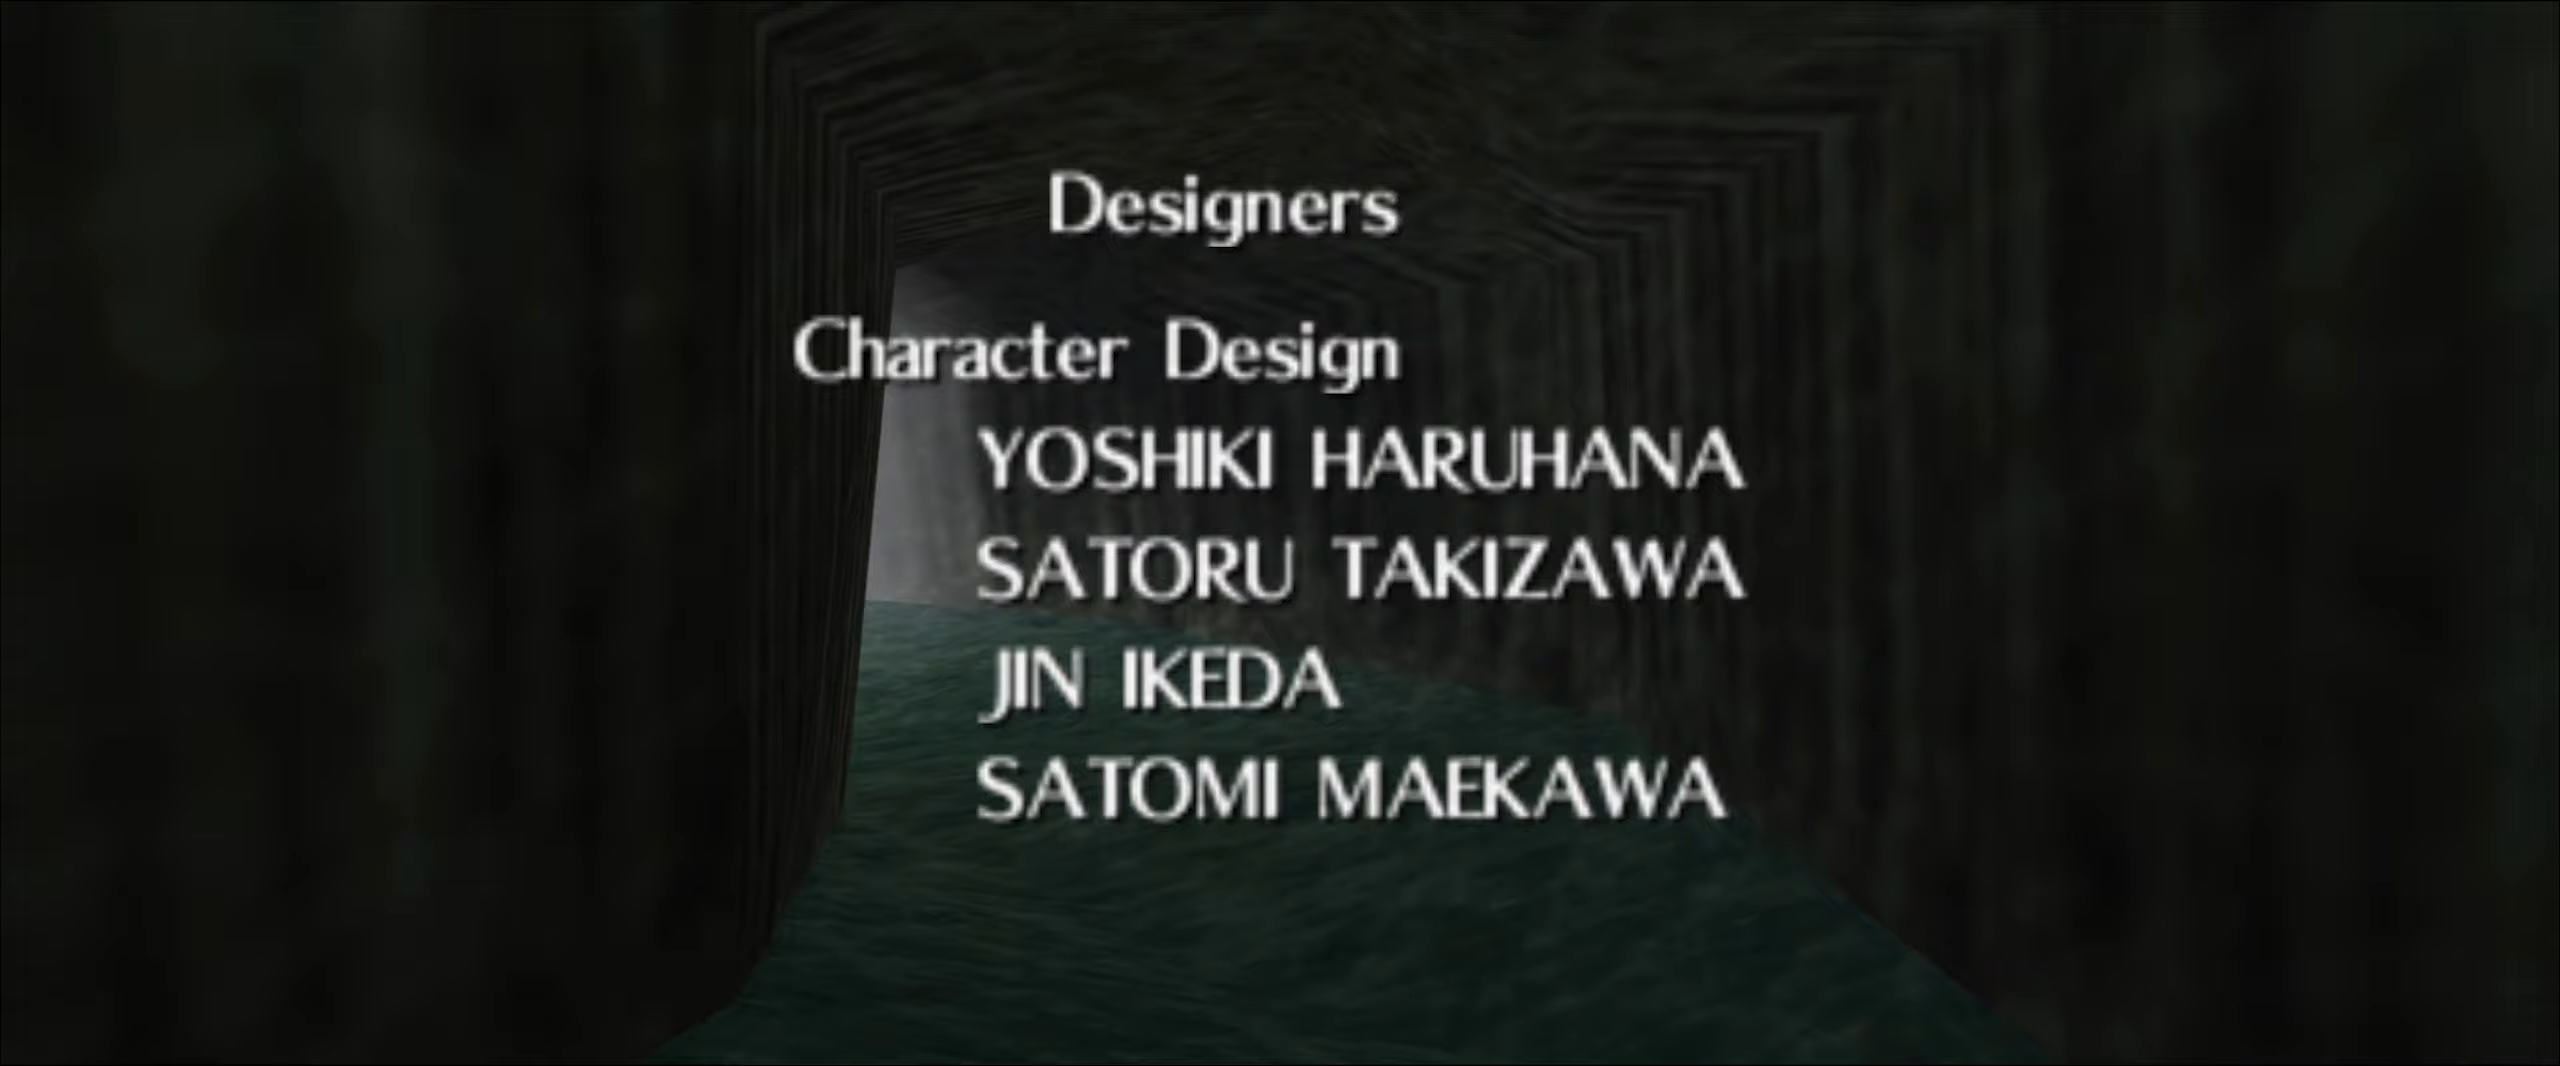 Designers
Character Design
YOSHIKI HARUHANA
SATORU TAKIZAWA
JIN IKEDA
SATOMI MAEKAWA